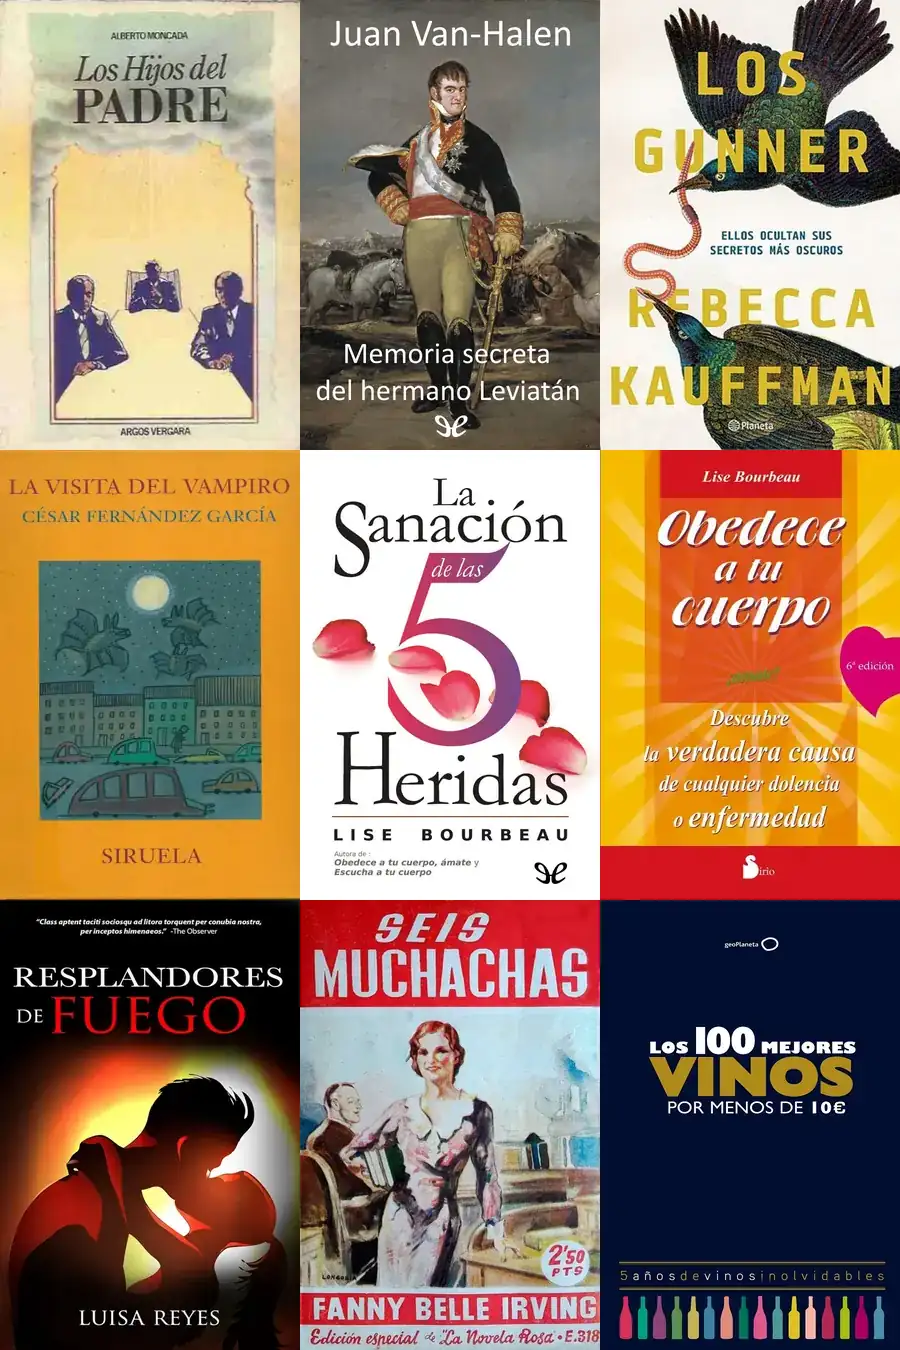 ALBERTO MONCADA
Los Hijos del
PADRE
ARGOS VERGARA
Juan Van-Halen
Memoria secreta
del hermano Leviatán
LOS
GUNNER
ELLOS OCULTAN SUS
SECRETOS MÁS OSCUROS
REBECCA
KAUFFMAN
Planeta
LA VISITA DEL VAMPIRO
CÉSAR FERNÁNDEZ GARCÍA
SIRUELA
La
Sanación
de las
5
Heridas
LISE BOURBEAU
Autora de :
Obedece a tu cuerpo, ámate y
Escucha a tu cuerpo
Lise Bourbeau
Obedece
a tu
cuerpo
¡ámate!
6ª edición
Descubre
la verdadera causa
de cualquier dolencia
o enfermedad
Sirio
"Class aptent taciti sociosqu ad litora torquent per conubia nostra,
per inceptos himenaeos." -The Observer
RESPLANDORES
DE FUEGO
LUISA REYES
SEIS
MUCHACHAS
LONGORIA
2'50
PTS
FANNY BELLE IRVING
Edición especial de "La Novela Rosa" • E.318
geoPlaneta
LOS 100 MEJORES
VINOS
POR MENOS DE 10€
5añosdevinosinolvidables